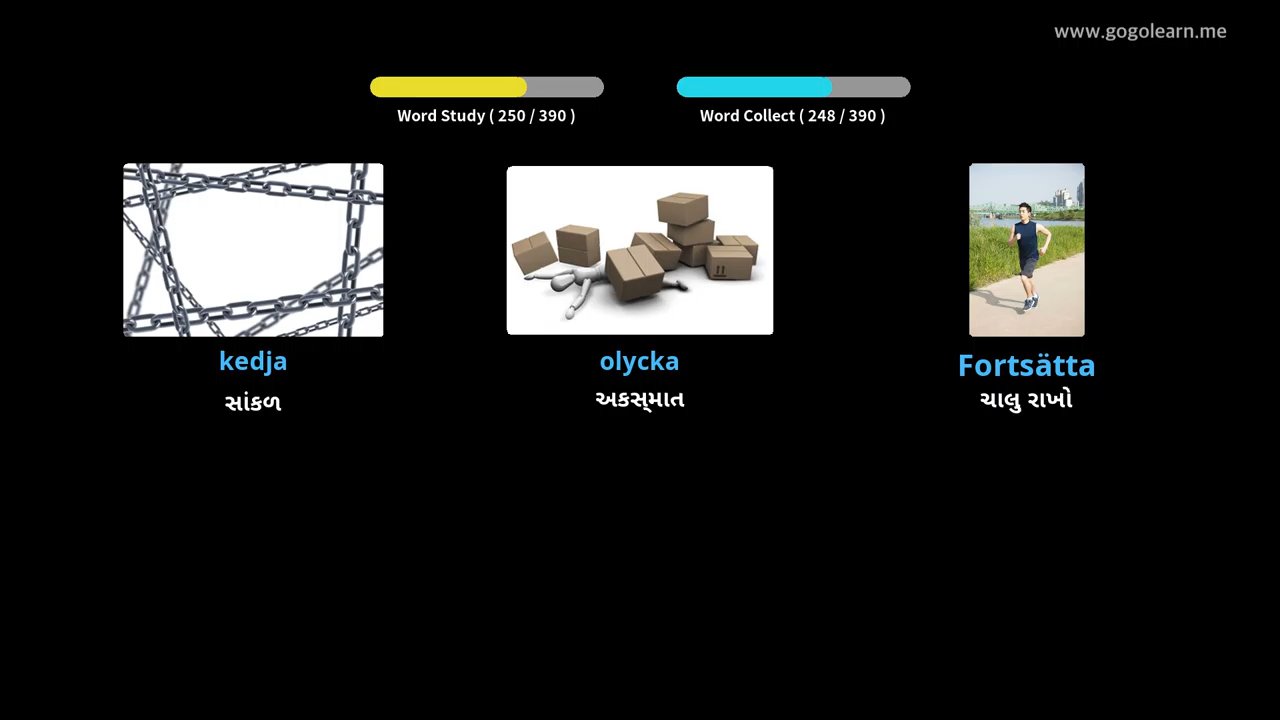 www.gogolearn.me
Word Study ( 250 / 390 )
Word Collect ( 248 / 390 )
kedja
olycka
Fortsätta
સાંકળ
અકસ્માત
ચાલુ રાખો